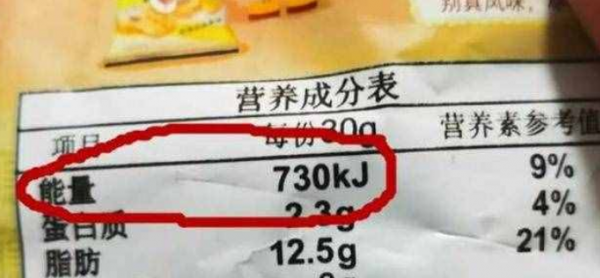 别具风味，
营养成分表
项目 每份30g 营养素参考值
能量 730kJ 9%
蛋白质 2.3g 4%
脂肪 12.5g 21%